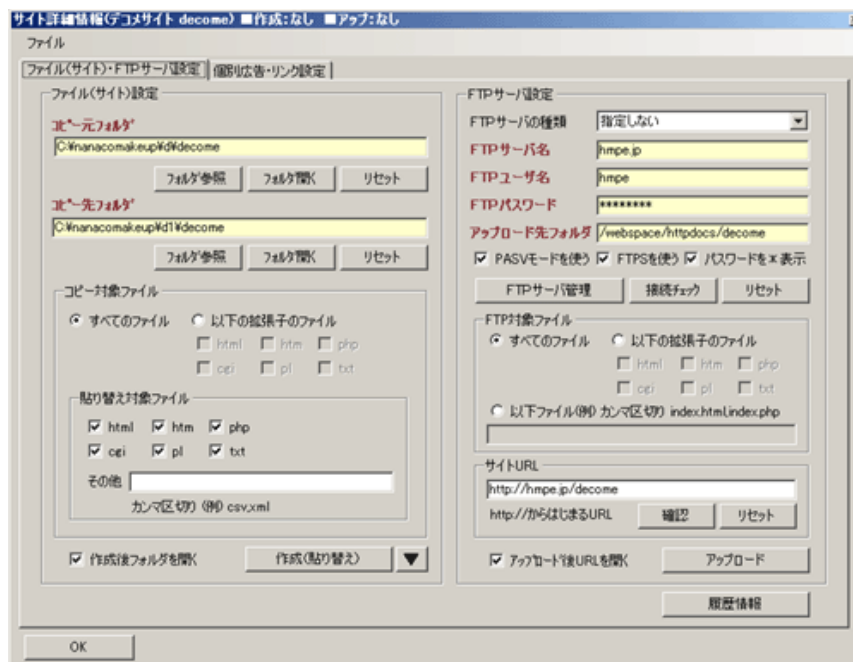 サイト詳細情報(デコメサイト decome) ■作成:なし ■アップ:なし
ファイル
ファイル(サイト)・FTPサーバ設定
個別広告・リンク設定
ファイル(サイト)設定
コピー元フォルダ
C:¥nanacomakeup¥d¥decome
フォルダ参照 フォルダ開く リセット
コピー先フォルダ
C:¥nanacomakeup¥d1¥decome
フォルダ参照 フォルダ開く リセット
コピー対象ファイル
すべてのファイル 以下の拡張子のファイル
html htm php
cgi pl txt
貼り替え対象ファイル
html htm php
cgi pl txt
その他
カンマ区切り (例) csv,xml
作成後フォルダを開く 作成(貼り替え) ▼
FTPサーバ設定
FTPサーバの種類 指定しない
FTPサーバ名 hmpe.jp
FTPユーザ名 hmpe
FTPパスワード ********
アップロード先フォルダ /webspace/httpdocs/decome
PASVモードを使う FTPSを使う パスワードを*表示
FTPサーバ管理 接続チェック リセット
FTP対象ファイル
すべてのファイル 以下の拡張子のファイル
html htm php
cgi pl txt
以下ファイル(例) カンマ区切り index.html,index.php
サイトURL
http://hmpe.jp/decome
http://からはじまるURL 確認 リセット
アップロード後URLを開く アップロード
履歴情報
OK